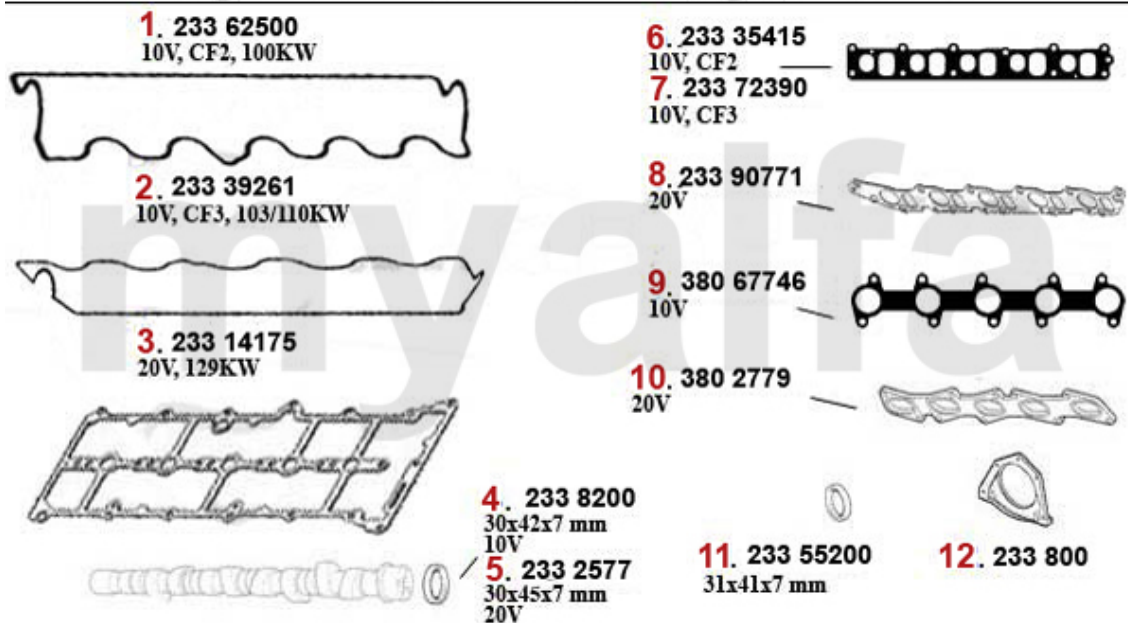 1. 233 62500
10V, CF2, 100KW
2. 233 39261
10V, CF3, 103/110KW
3. 233 14175
20V, 129KW
4. 233 8200
30x42x7 mm
10V
5. 233 2577
30x45x7 mm
20V
6. 233 35415
10V, CF2
7. 233 72390
10V, CF3
8. 233 90771
20V
9. 380 67746
10V
10. 380 2779
20V
11. 233 55200
31x41x7 mm
12. 233 800
myalfa